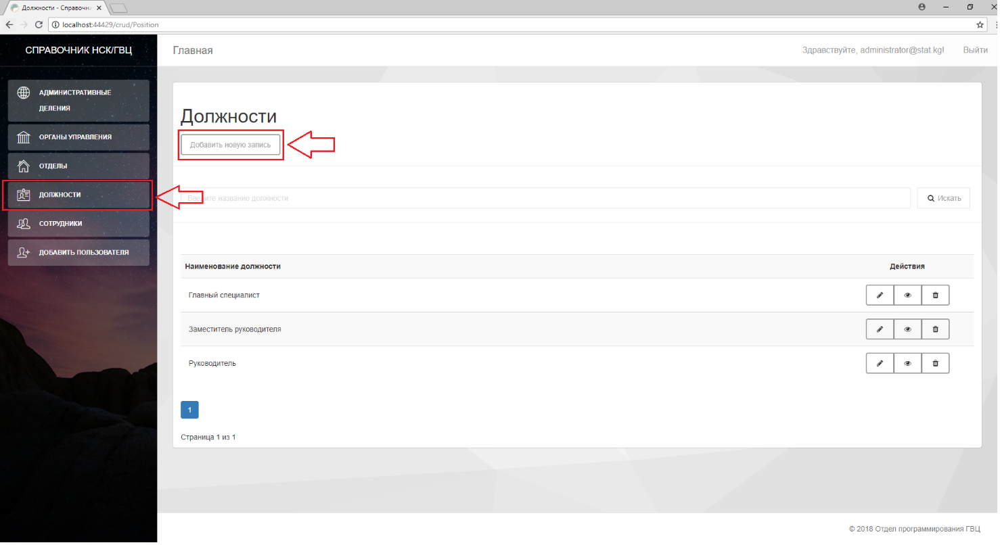 Должности - Справочни
localhost:44429/crud/Position
СПРАВОЧНИК НСК/ГВЦ
Главная
Здравствуйте, administrator@stat.kg!
Выйти
АДМИНИСТРАТИВНЫЕ
ДЕЛЕНИЯ
ОРГАНЫ УПРАВЛЕНИЯ
ОТДЕЛЫ
ДОЛЖНОСТИ
СОТРУДНИКИ
ДОБАВИТЬ ПОЛЬЗОВАТЕЛЯ
Должности
Добавить новую запись
Введите название должности
Искать
Наименование должности
Действия
Главный специалист
Заместитель руководителя
Руководитель
1
Страница 1 из 1
© 2018 Отдел программирования ГВЦ